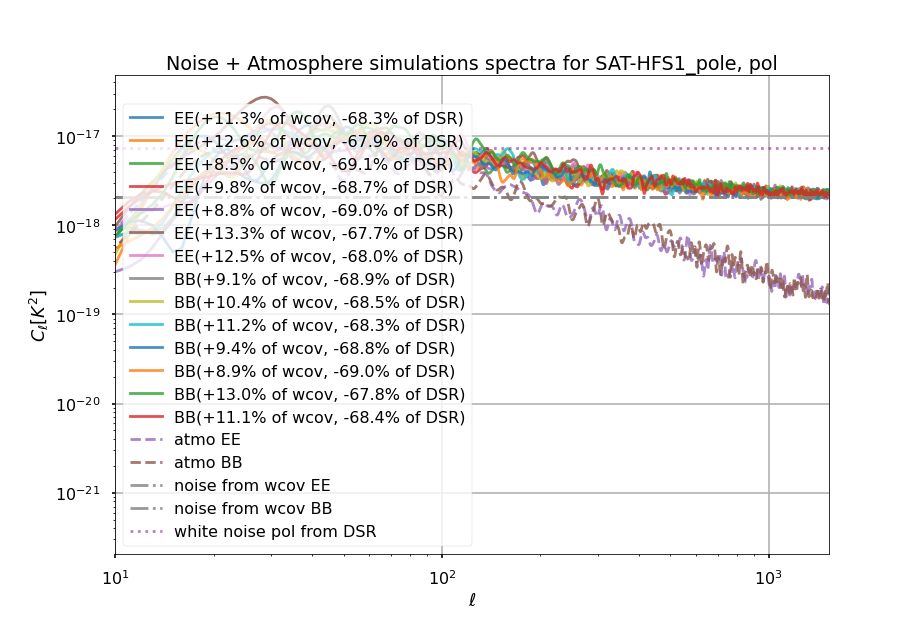 Noise + Atmosphere simulations spectra for SAT-HFS1_pole, pol
EE(+11.3% of wcov, -68.3% of DSR)
EE(+12.6% of wcov, -67.9% of DSR)
EE(+8.5% of wcov, -69.1% of DSR)
EE(+9.8% of wcov, -68.7% of DSR)
EE(+8.8% of wcov, -69.0% of DSR)
EE(+13.3% of wcov, -67.7% of DSR)
EE(+12.5% of wcov, -68.0% of DSR)
BB(+9.1% of wcov, -68.9% of DSR)
BB(+10.4% of wcov, -68.5% of DSR)
BB(+11.2% of wcov, -68.3% of DSR)
BB(+9.4% of wcov, -68.8% of DSR)
BB(+8.9% of wcov, -69.0% of DSR)
BB(+13.0% of wcov, -67.8% of DSR)
BB(+11.1% of wcov, -68.4% of DSR)
atmo EE
atmo BB
noise from wcov EE
noise from wcov BB
white noise pol from DSR
10⁻¹⁷
10⁻¹⁸
10⁻¹⁹
10⁻²⁰
10⁻²¹
Cℓ[K²]
10¹ 10² 10³
ℓ